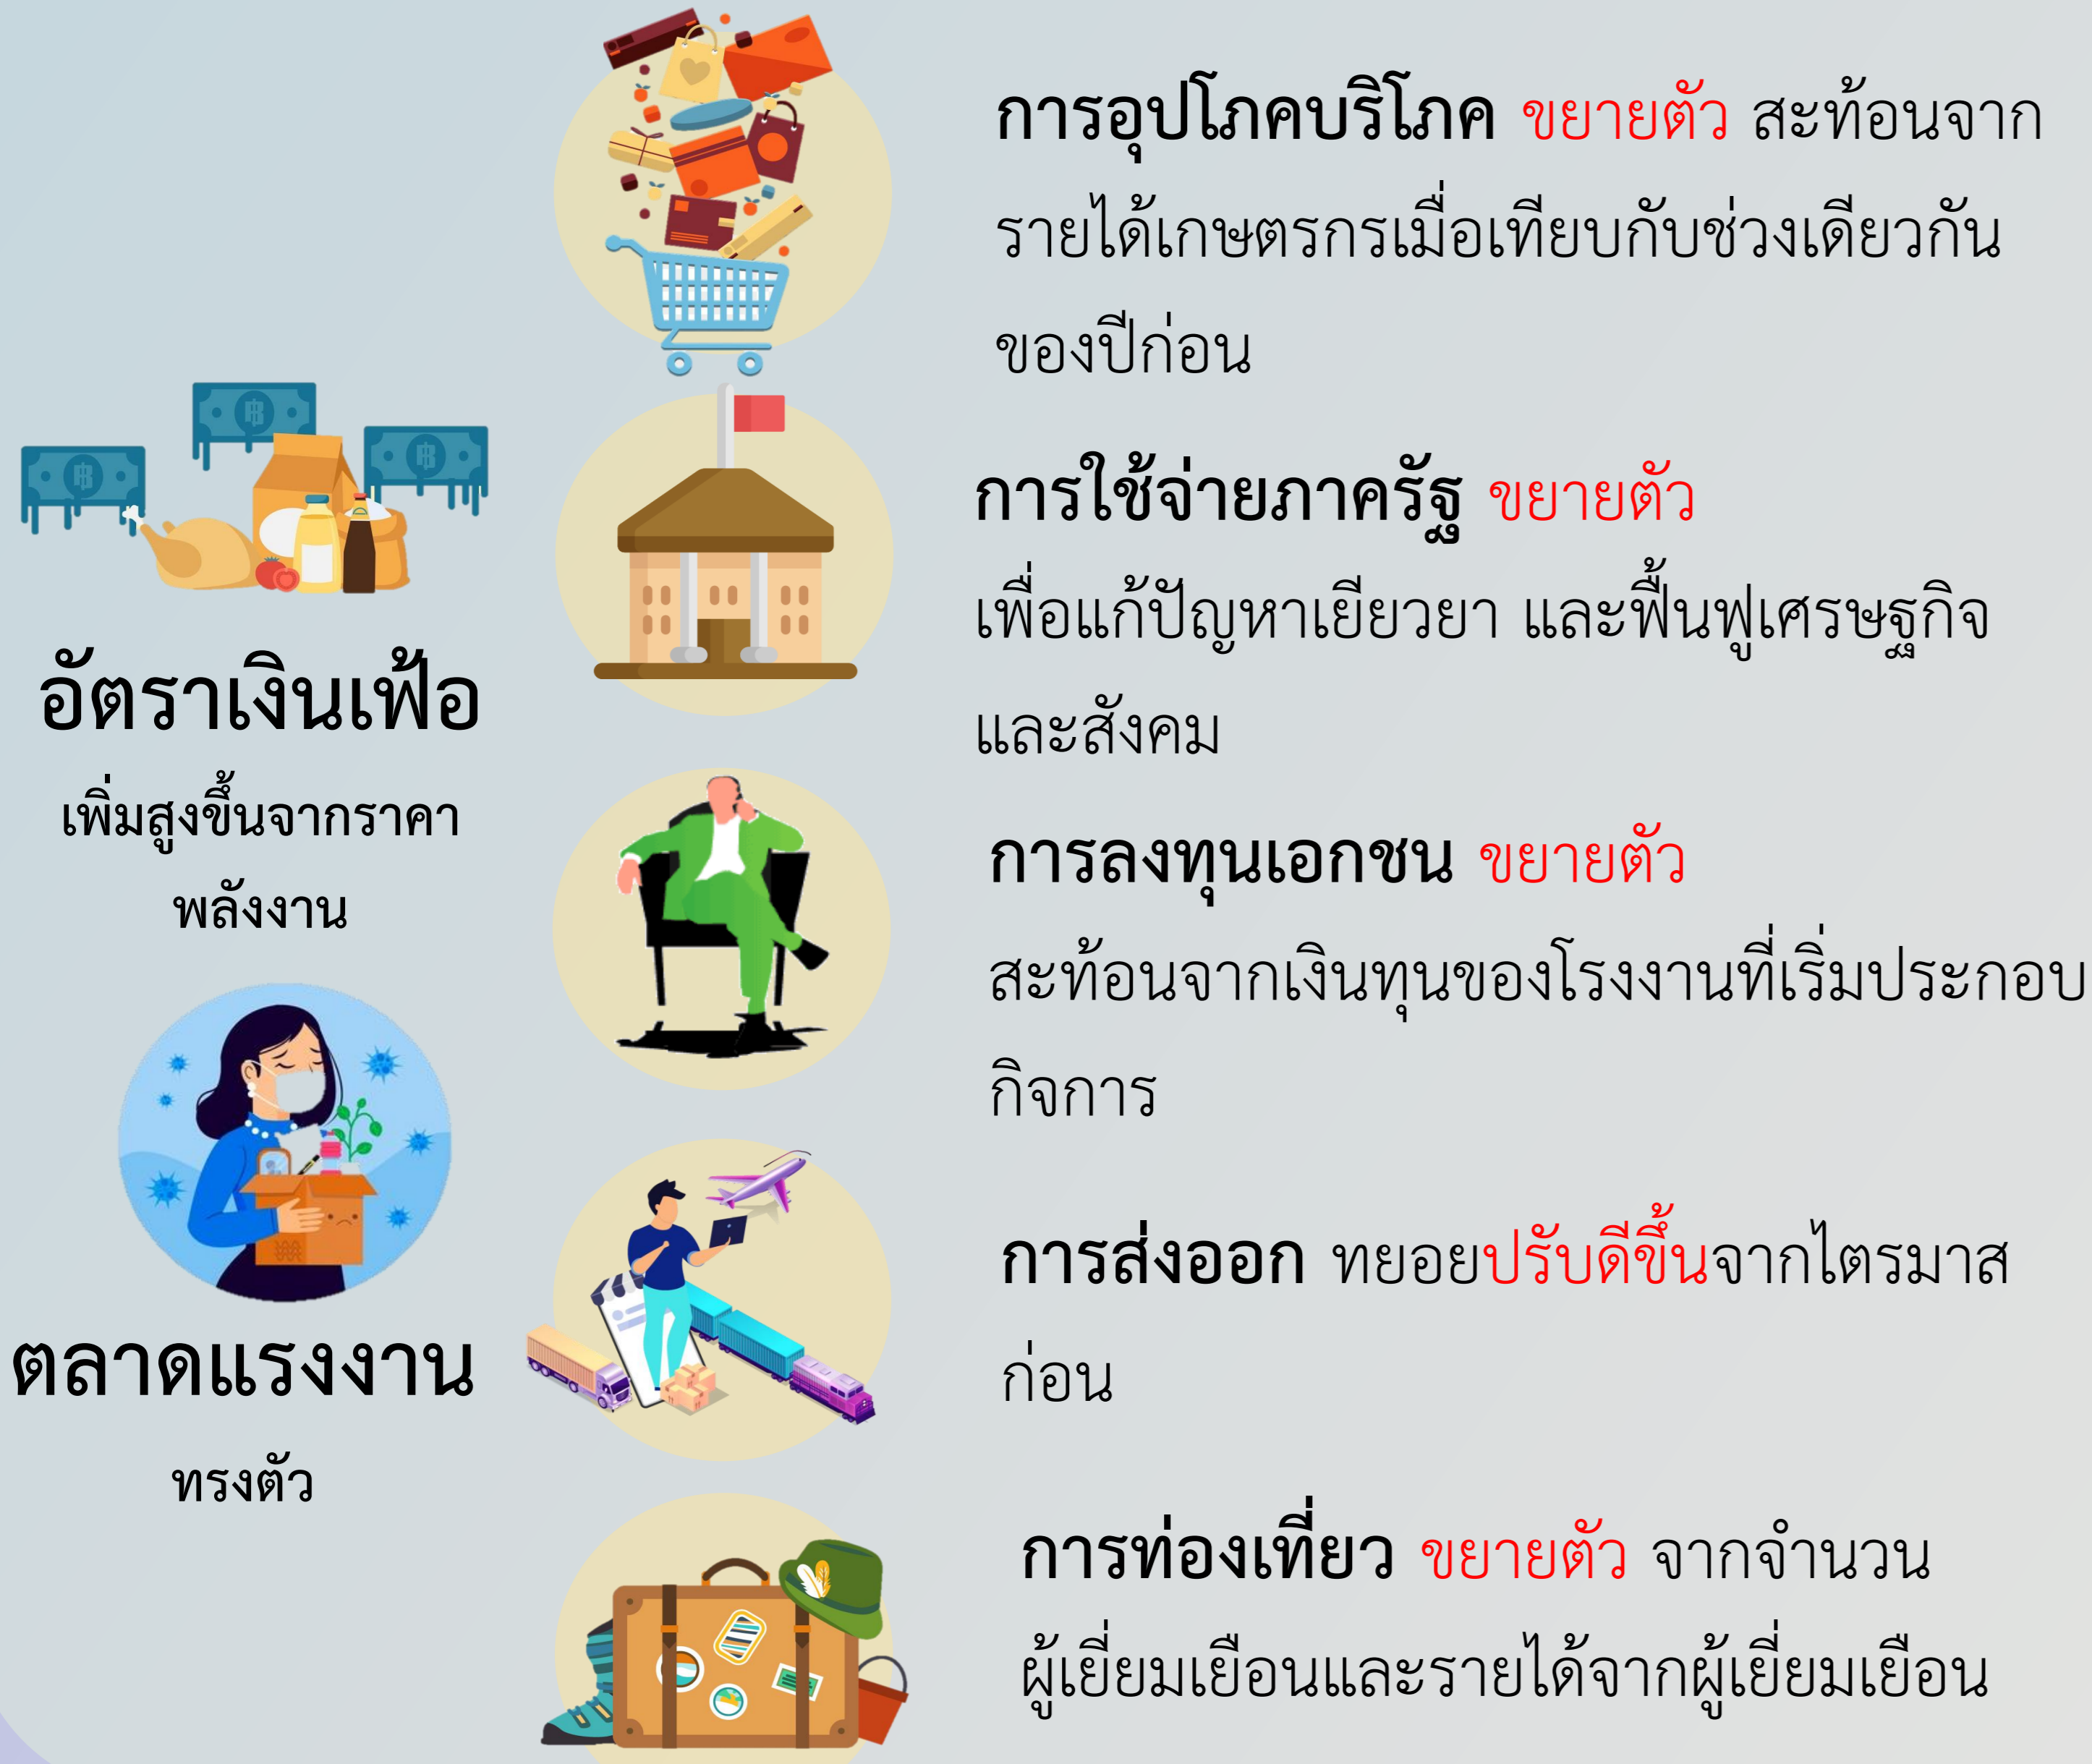 อัตราเงินเฟ้อ
เพิ่มสูงขึ้นจากราคา
พลังงาน
ตลาดแรงงาน
ทรงตัว
การอุปโภคบริโภค ขยายตัว สะท้อนจาก
รายได้เกษตรกรเมื่อเทียบกับช่วงเดียวกัน
ของปีก่อน
การใช้จ่ายภาครัฐ ขยายตัว
เพื่อแก้ปัญหาเยียวยา และฟื้นฟูเศรษฐกิจ
และสังคม
การลงทุนเอกชน ขยายตัว
สะท้อนจากเงินทุนของโรงงานที่เริ่มประกอบ
กิจการ
การส่งออก ทยอยปรับดีขึ้นจากไตรมาส
ก่อน
การท่องเที่ยว ขยายตัว จากจำนวน
ผู้เยี่ยมเยือนและรายได้จากผู้เยี่ยมเยือน